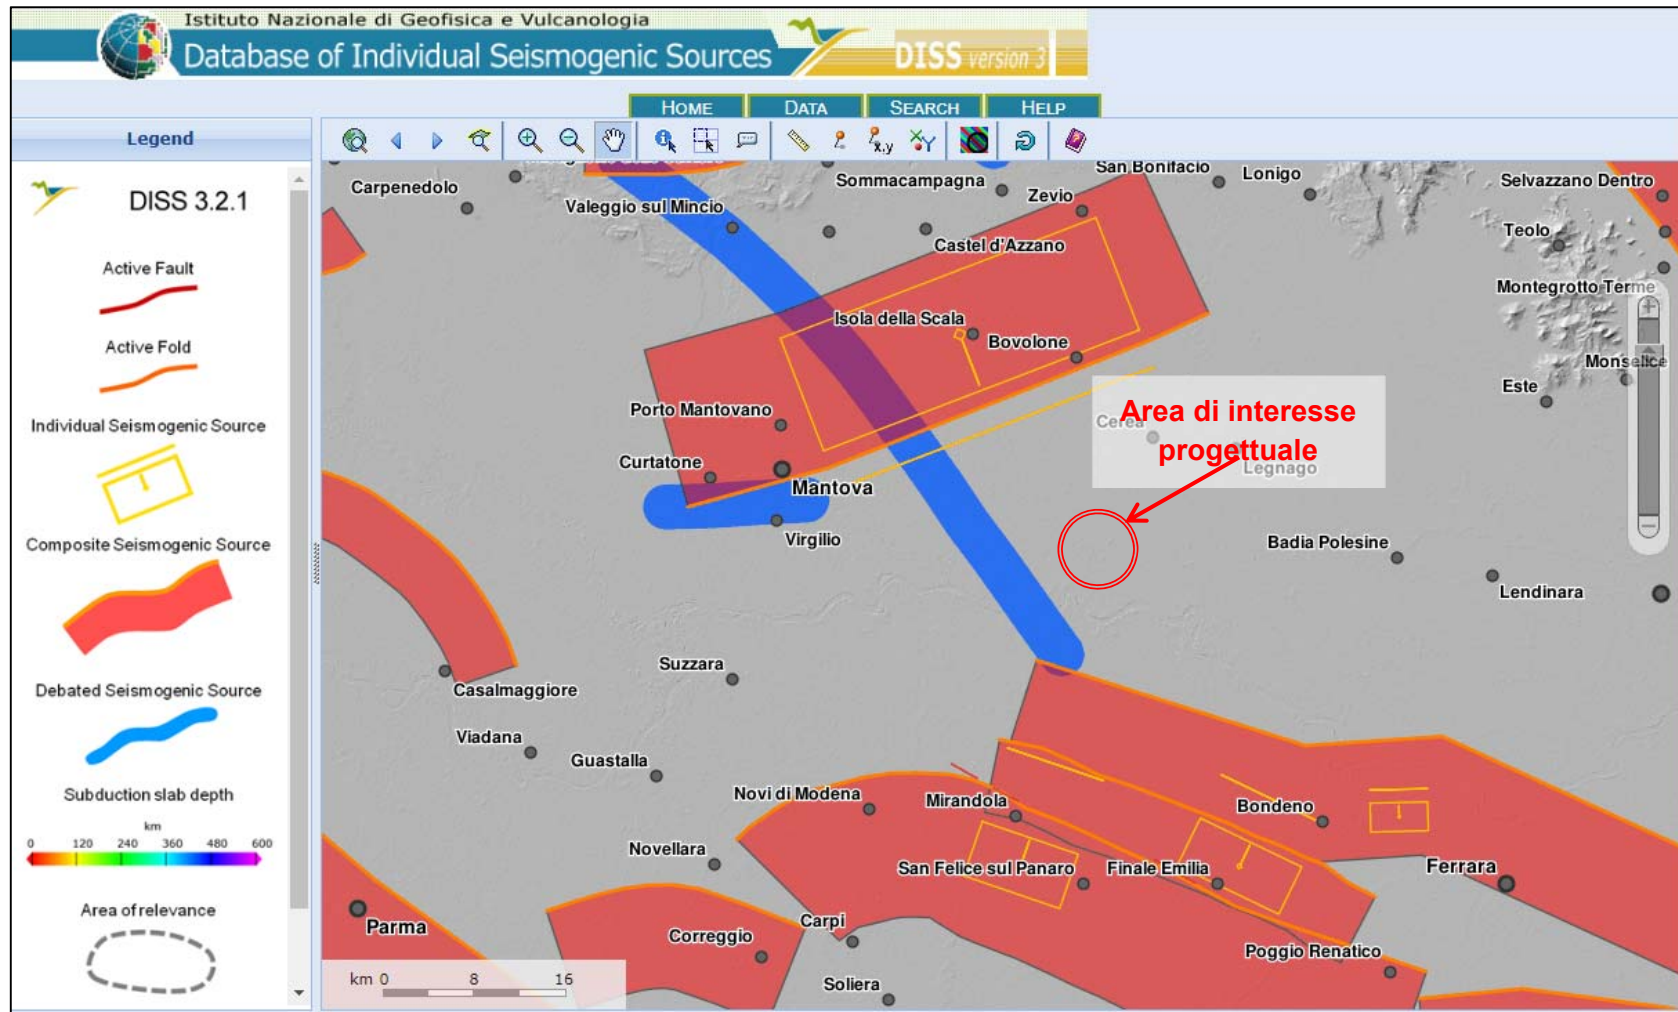 Istituto Nazionale di Geofisica e Vulcanologia
Database of Individual Seismogenic Sources
DISS version 3
HOME DATA SEARCH HELP
Legend
DISS 3.2.1
Active Fault
Active Fold
Individual Seismogenic Source
Composite Seismogenic Source
Debated Seismogenic Source
Subduction slab depth
km
0 120 240 360 480 600
Area of relevance
x,y
Carpenedolo
Valeggio sul Mincio
Sommacampagna
San Bonifacio
Lonigo
Selvazzano Dentro
Zevio
Castel d'Azzano
Teolo
Montegrotto Terme
Isola della Scala
Bovolone
Monselice
Este
Porto Mantovano
Cerea
Area di interesse
progettuale
Legnago
Curtatone
Mantova
Virgilio
Badia Polesine
Lendinara
Suzzara
Casalmaggiore
Viadana
Guastalla
Novi di Modena
Mirandola
Bondeno
Novellara
San Felice sul Panaro
Finale Emilia
Ferrara
Parma
Carpi
Correggio
Poggio Renatico
Soliera
km 0 8 16